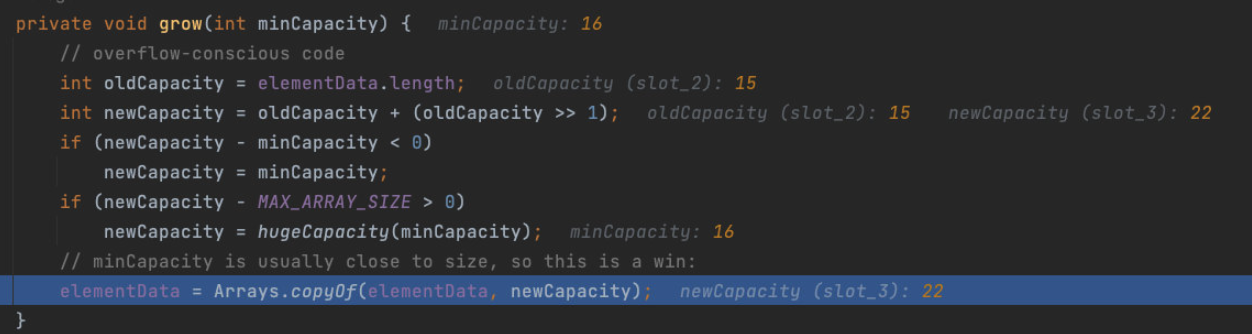 private void grow(int minCapacity) {  minCapacity: 16
// overflow-conscious code
int oldCapacity = elementData.length;  oldCapacity (slot_2): 15
int newCapacity = oldCapacity + (oldCapacity >> 1);  oldCapacity (slot_2): 15  newCapacity (slot_3): 22
if (newCapacity - minCapacity < 0)
newCapacity = minCapacity;
if (newCapacity - MAX_ARRAY_SIZE > 0)
newCapacity = hugeCapacity(minCapacity);  minCapacity: 16
// minCapacity is usually close to size, so this is a win:
elementData = Arrays.copyOf(elementData, newCapacity);  newCapacity (slot_3): 22
}